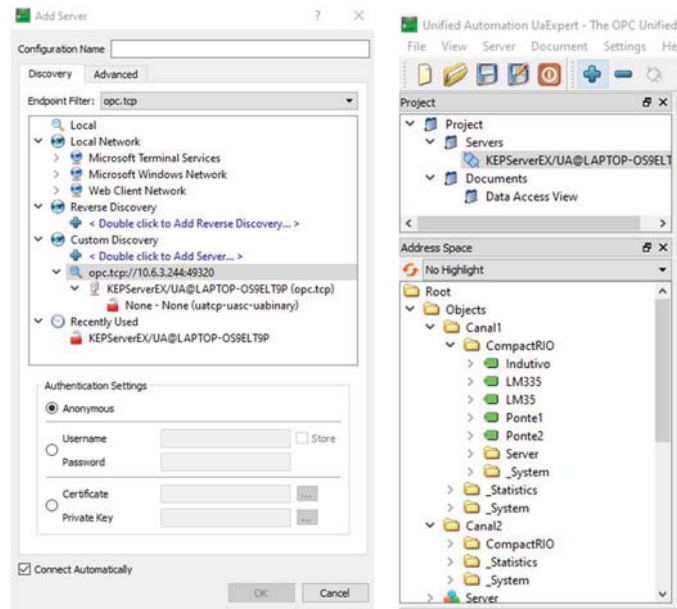 Add Server
Configuration Name
Discovery Advanced
Endpoint Filter: opc.tcp
Local
Local Network
Microsoft Terminal Services
Microsoft Windows Network
Web Client Network
Reverse Discovery
< Double click to Add Reverse Discovery... >
Custom Discovery
< Double click to Add Server... >
opc.tcp://10.6.3.244:49320
KEPServerEX/UA@LAPTOP-OS9ELT9P (opc.tcp)
None - None (uatcp-uasc-uabinary)
Recently Used
KEPServerEX/UA@LAPTOP-OS9ELT9P
Authentication Settings
Anonymous
Username
Store
Password
Certificate
...
Private Key
...
Connect Automatically
OK Cancel
Unified Automation UaExpert - The OPC Unified
File View Server Document Settings He
Project
Project
Servers
KEPServerEX/UA@LAPTOP-OS9ELT
Documents
Data Access View
Address Space
No Highlight
Root
Objects
Canal1
CompactRIO
Indutivo
LM335
LM35
Ponte1
Ponte2
Server
_System
_Statistics
_System
Canal2
CompactRIO
_Statistics
_System
Server